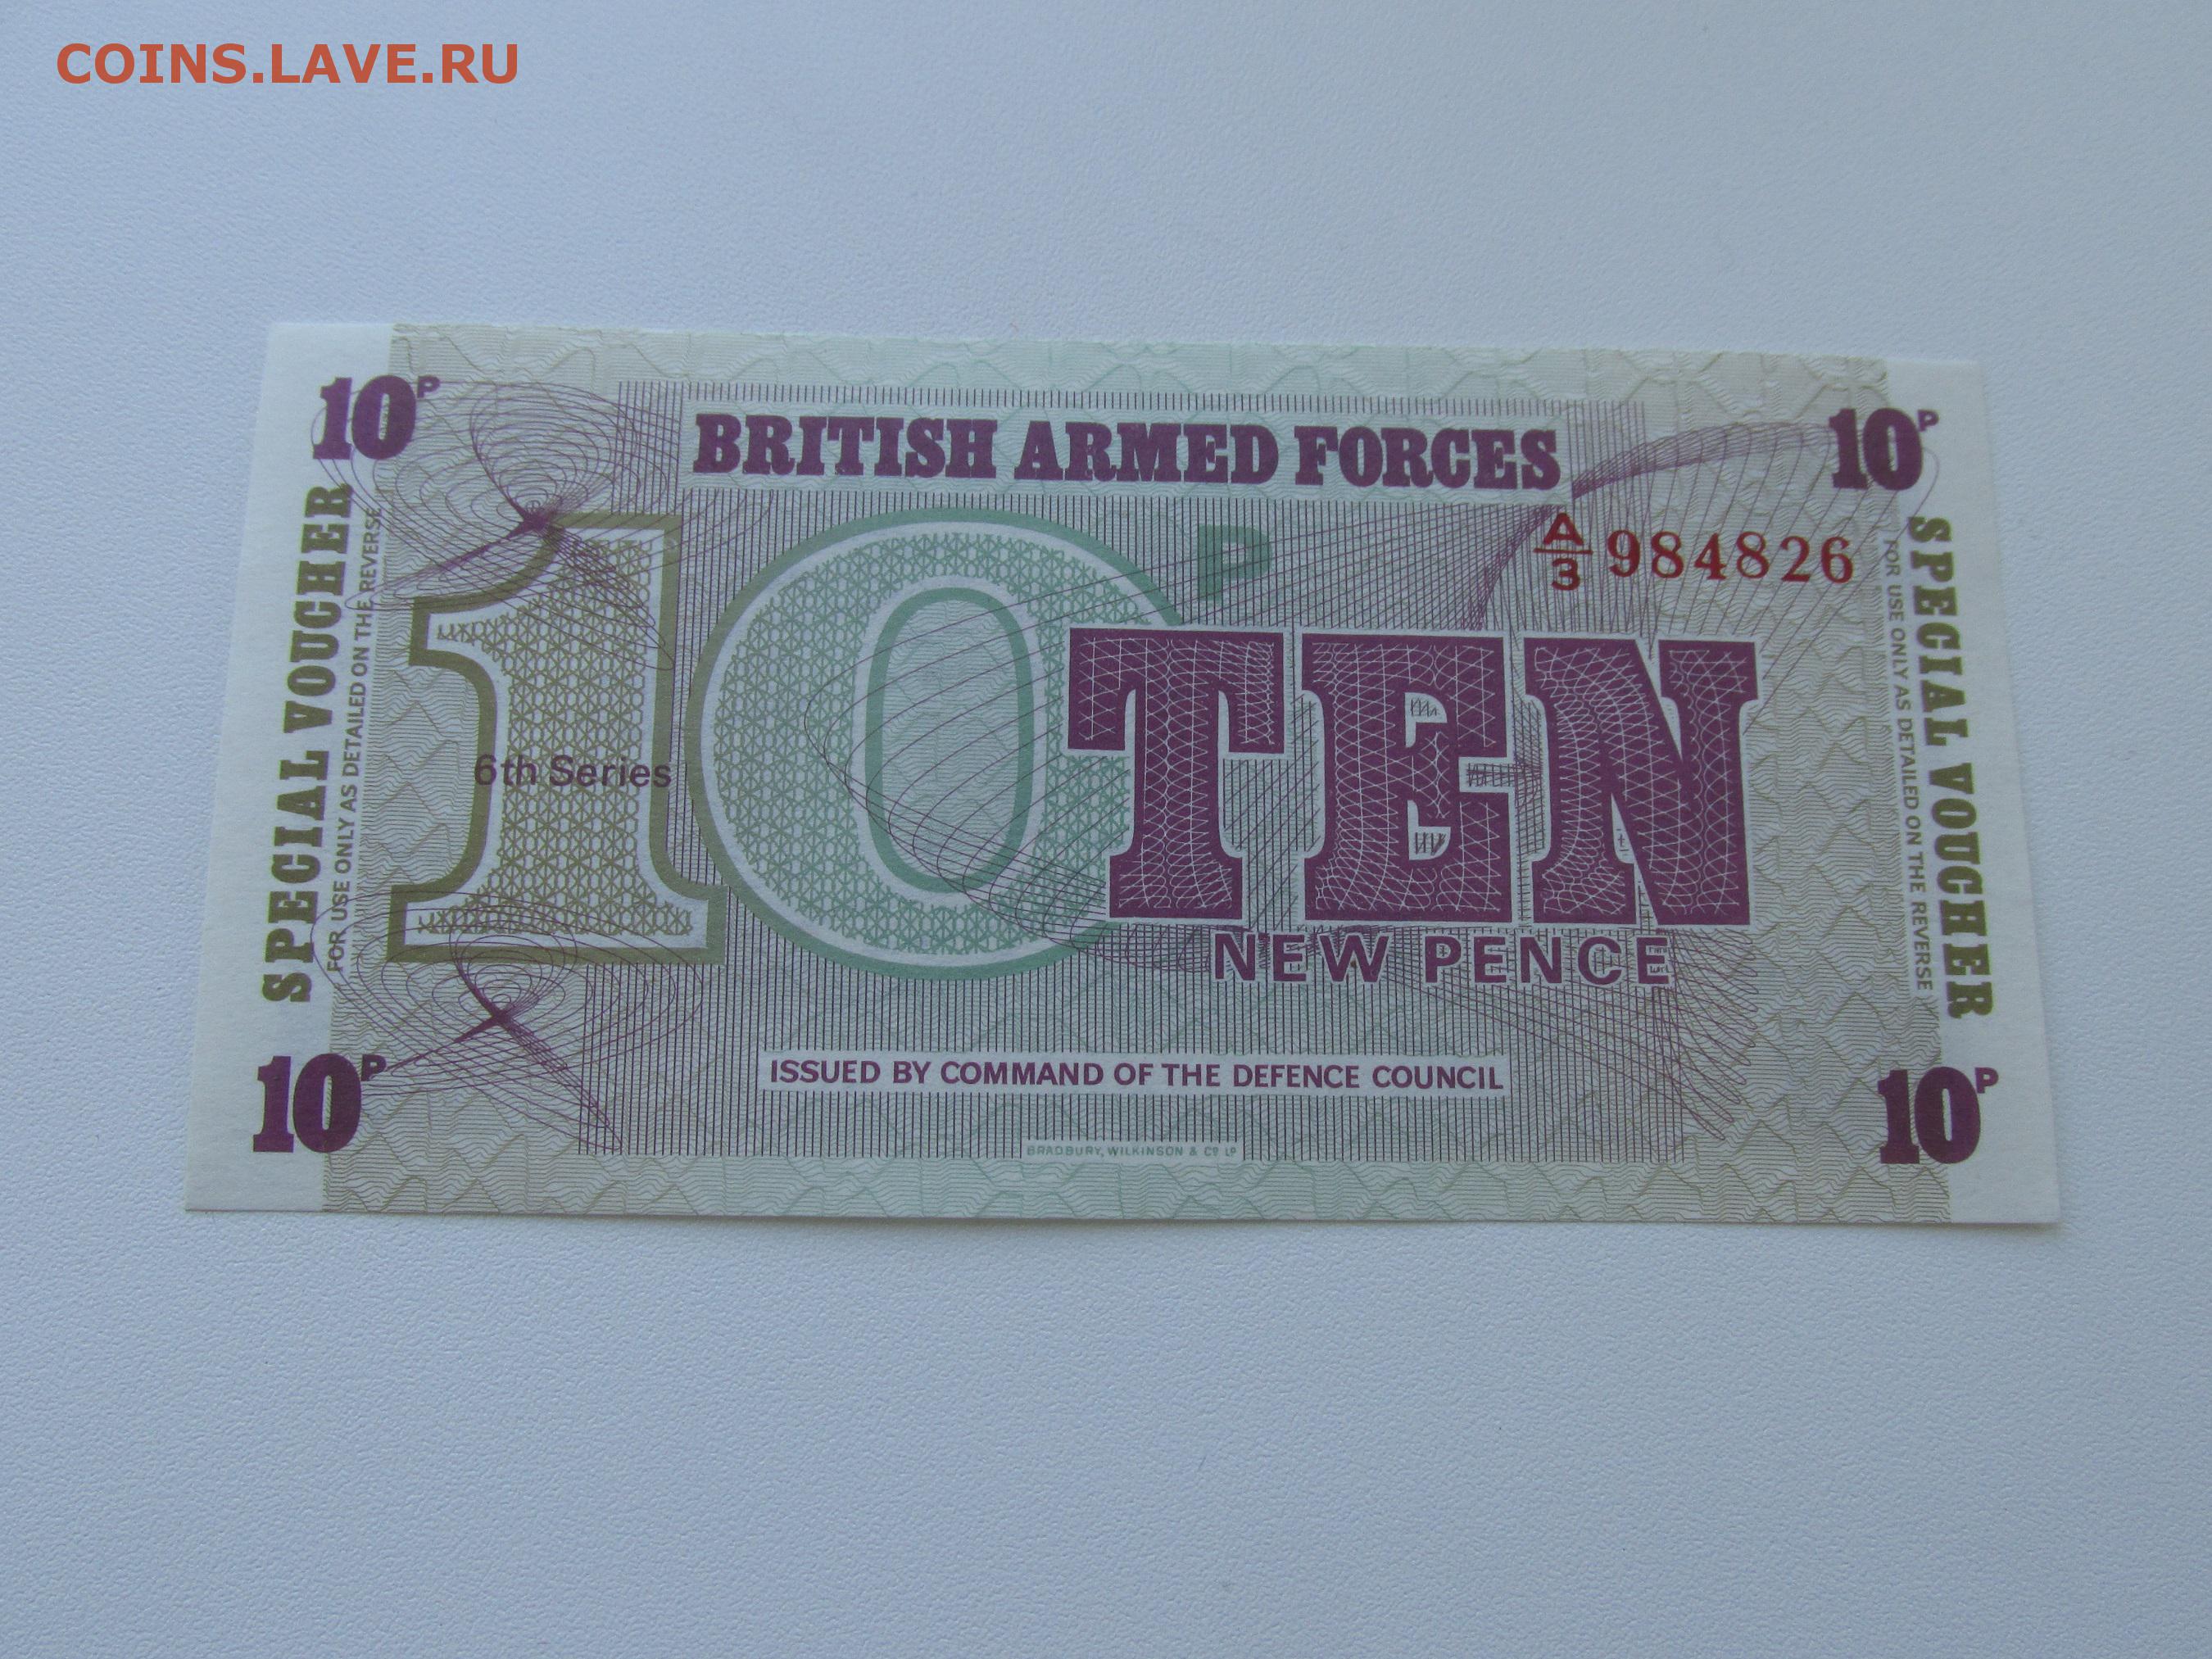 COINS.LAVE.RU
10P
BRITISH ARMED FORCES
10P
A/3 984826
SPECIAL VOUCHER
FOR USE ONLY AS DETAILED ON THE REVERSE
10P
TEN
6th Series
NEW PENCE
SPECIAL VOUCHER
FOR USE ONLY AS DETAILED ON THE REVERSE
10P
ISSUED BY COMMAND OF THE DEFENCE COUNCIL
10P
BRADBURY, WILKINSON & Cº Lº